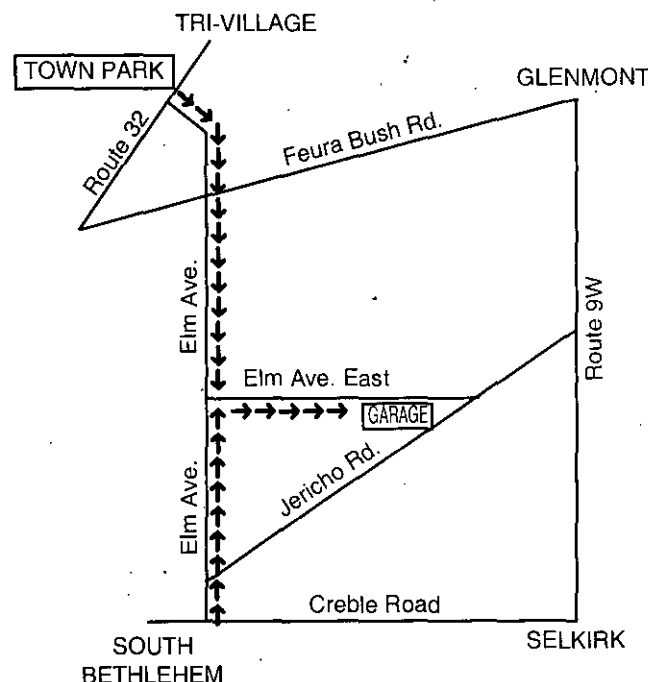 TRI-VILLAGE
TOWN PARK
GLENMONT
Route 32
Feura Bush Rd.
Elm Ave.
Route 9W
Elm Ave. East
GARAGE
Jericho Rd.
Elm Ave.
Creble Road
SOUTH
BETHLEHEM
SELKIRK